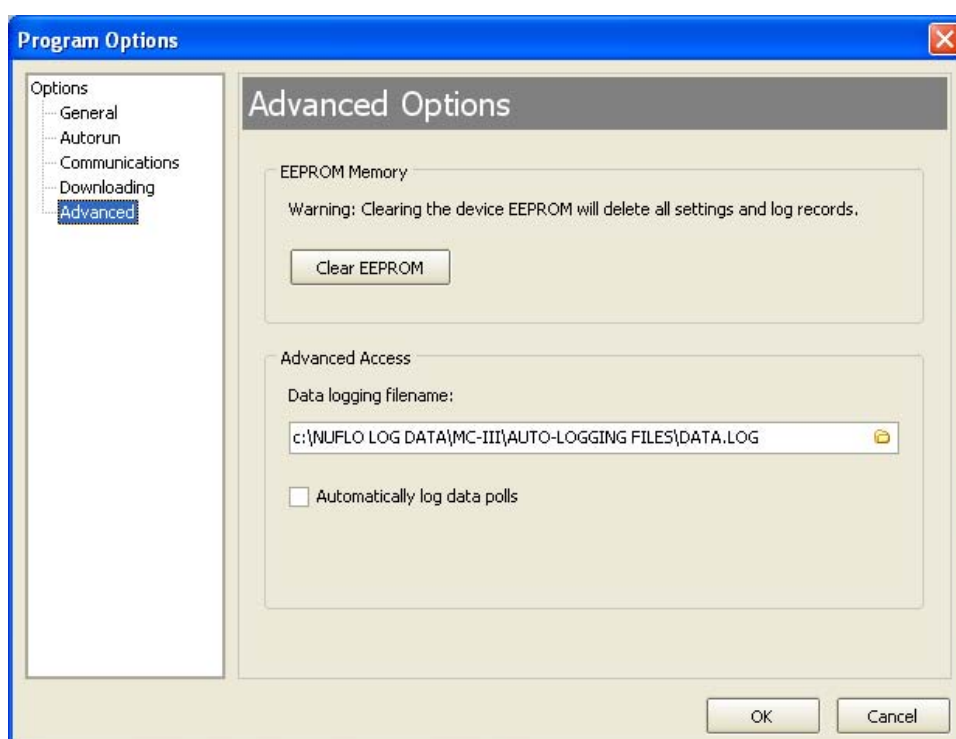 Program Options
Options
General
Autorun
Communications
Downloading
Advanced
Advanced Options
EEPROM Memory
Warning: Clearing the device EEPROM will delete all settings and log records.
Clear EEPROM
Advanced Access
Data logging filename:
c:\NUFLO LOG DATA\MC-III\AUTO-LOGGING FILES\DATA.LOG
Automatically log data polls
OK
Cancel